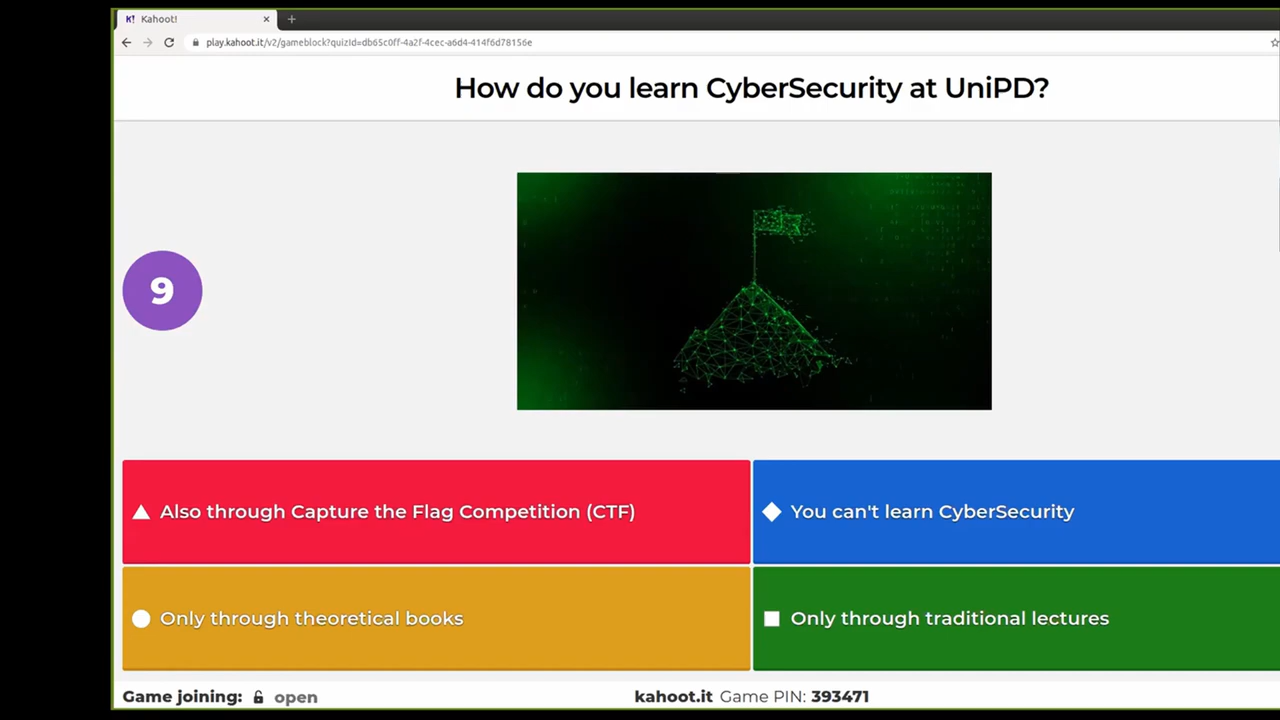 K! Kahoot!
play.kahoot.it/v2/gameblock?quizId=db65c0ff-4a2f-4cec-a6d4-414f6d78156e
How do you learn CyberSecurity at UniPD?
9
Also through Capture the Flag Competition (CTF)
You can't learn CyberSecurity
Only through theoretical books
Only through traditional lectures
Game joining: open
kahoot.it Game PIN: 393471